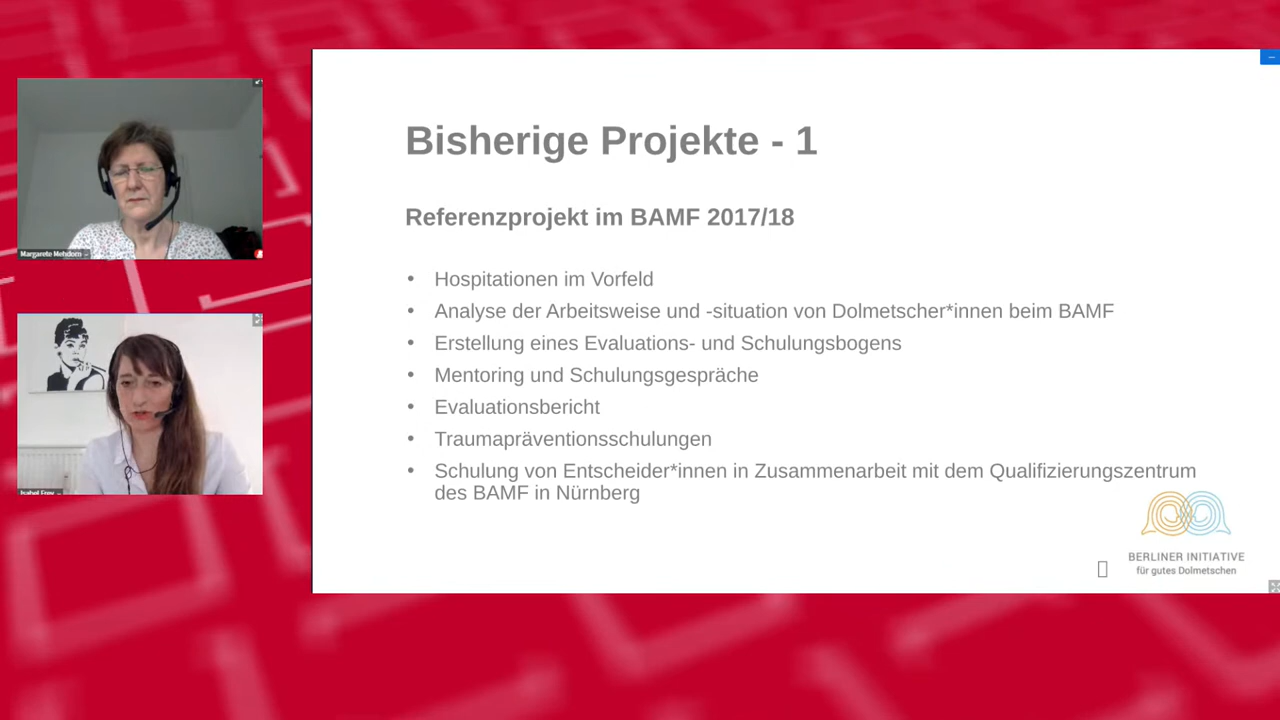 Bisherige Projekte - 1
Referenzprojekt im BAMF 2017/18
• Hospitationen im Vorfeld
• Analyse der Arbeitsweise und -situation von Dolmetscher*innen beim BAMF
• Erstellung eines Evaluations- und Schulungsbogens
• Mentoring und Schulungsgespräche
• Evaluationsbericht
• Traumapräventionsschulungen
• Schulung von Entscheider*innen in Zusammenarbeit mit dem Qualifizierungszentrum
des BAMF in Nürnberg
BERLINER INITIATIVE
für gutes Dolmetschen
Margarete Mehdorn
Isabel